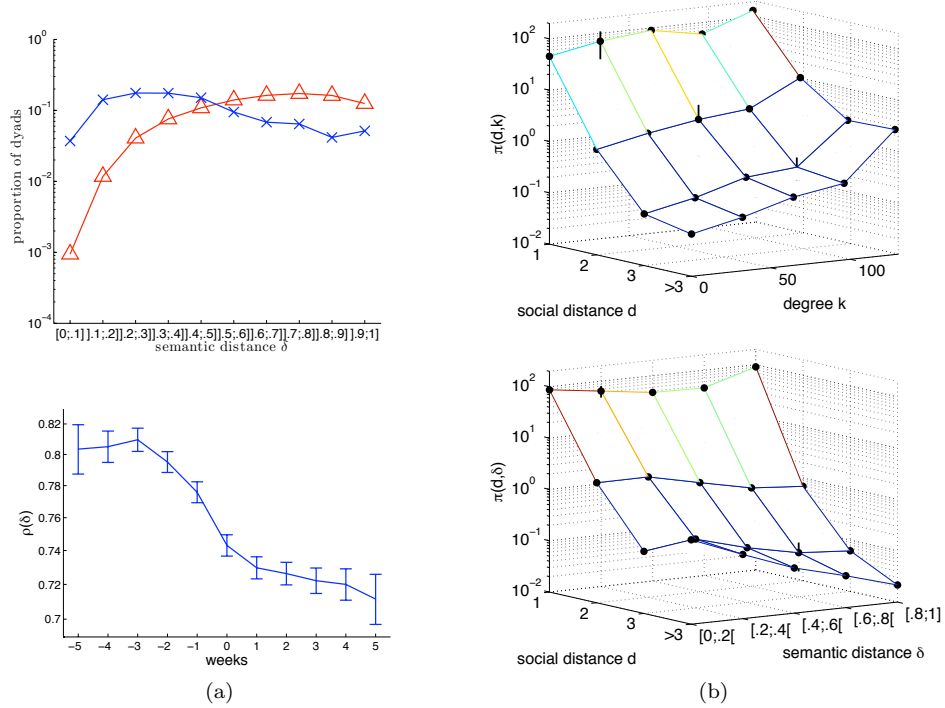 10^0
10^-1
10^-2
10^-3
10^-4
proportion of dyads
[0;.1] ].1;.2] ].2;.3] ].3;.4] ].4;.5] ].5;.6] ].6;.7] ].7;.8] ].8;.9] ].9;1]
semantic distance δ
0.82
0.8
0.78
0.76
0.74
0.72
0.7
ρ(δ)
-5 -4 -3 -2 -1 0 1 2 3 4 5
weeks
(a)
10^2
10^1
10^0
10^-1
10^-2
π(d,k)
1
2
3
>3
social distance d
0
50
100
degree k
10^2
10^1
10^0
10^-1
10^-2
π(d,δ)
1
2
3
>3
social distance d
[0;.2[
[.2;.4[
[.4;.6[
[.6;.8[
[.8;1]
semantic distance δ
(b)